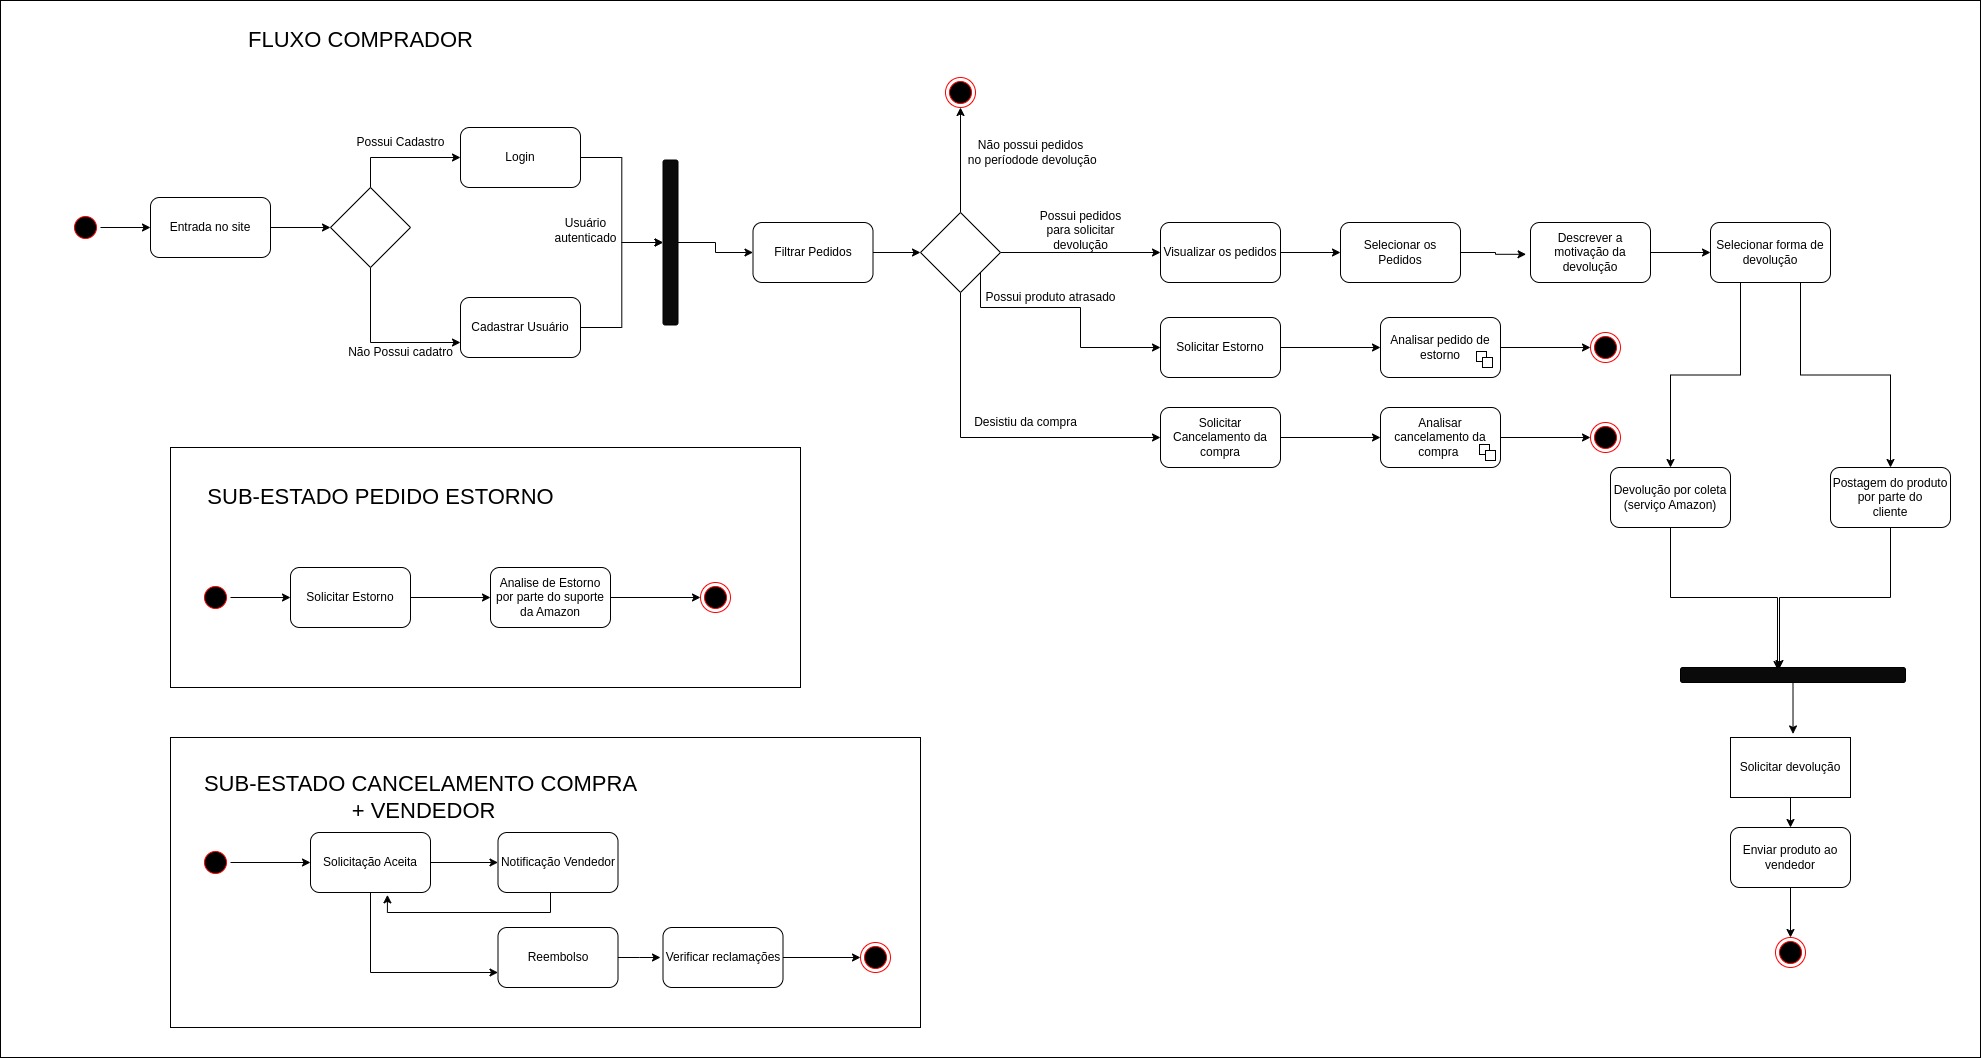 FLUXO COMPRADOR
Entrada no site
Possui Cadastro
Login
Não Possui cadatro
Cadastrar Usuário
Usuário
autenticado
Filtrar Pedidos
Não possui pedidos
no períodode devolução
Possui pedidos
para solicitar
devolução
Visualizar os pedidos
Selecionar os
Pedidos
Descrever a
motivação da
devolução
Selecionar forma de
devolução
Possui produto atrasado
Solicitar Estorno
Analisar pedido de
estorno
Desistiu da compra
Solicitar
Cancelamento da
compra
Analisar
cancelamento da
compra
Devolução por coleta
(serviço Amazon)
Postagem do produto
por parte do
cliente
Solicitar devolução
Enviar produto ao
vendedor
SUB-ESTADO PEDIDO ESTORNO
Solicitar Estorno
Analise de Estorno
por parte do suporte
da Amazon
SUB-ESTADO CANCELAMENTO COMPRA
+ VENDEDOR
Solicitação Aceita
Notificação Vendedor
Reembolso
Verificar reclamações